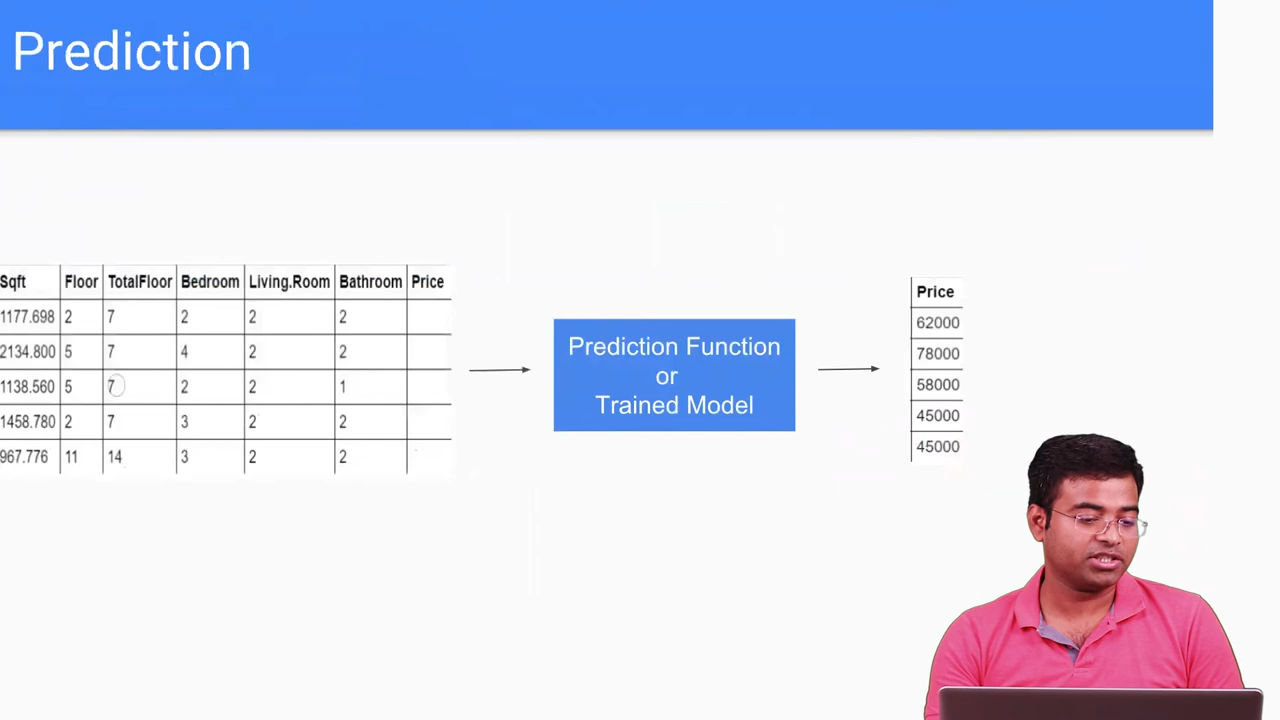 Prediction
Sqft Floor TotalFloor Bedroom Living.Room Bathroom Price
1177.698 2 7 2 2 2
2134.800 5 7 4 2 2
1138.560 5 7 2 2 1
1458.780 2 7 3 2 2
967.776 11 14 3 2 2
Prediction Function
or
Trained Model
Price
62000
78000
58000
45000
45000